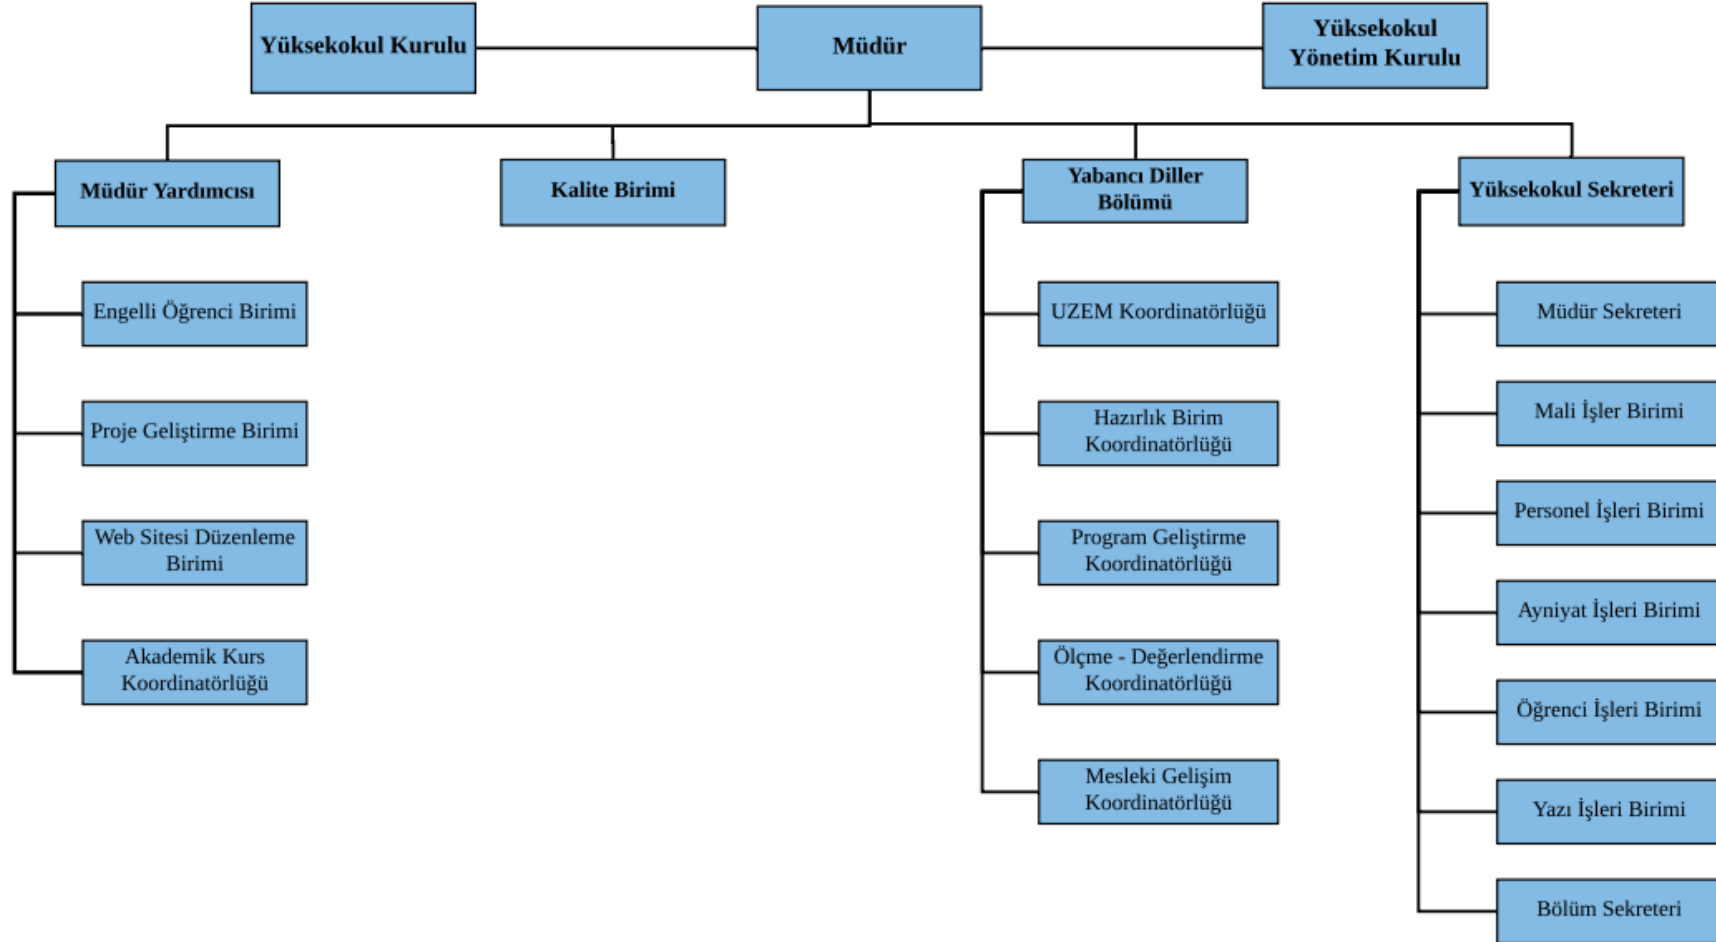 Yüksekokul Kurulu
Müdür
Yüksekokul
Yönetim Kurulu
Müdür Yardımcısı
Kalite Birimi
Yabancı Diller
Bölümü
Yüksekokul Sekreteri
Engelli Öğrenci Birimi
Proje Geliştirme Birimi
Web Sitesi Düzenleme
Birimi
Akademik Kurs
Koordinatörlüğü
UZEM Koordinatörlüğü
Hazırlık Birim
Koordinatörlüğü
Program Geliştirme
Koordinatörlüğü
Ölçme - Değerlendirme
Koordinatörlüğü
Mesleki Gelişim
Koordinatörlüğü
Müdür Sekreteri
Mali İşler Birimi
Personel İşleri Birimi
Ayniyat İşleri Birimi
Öğrenci İşleri Birimi
Yazı İşleri Birimi
Bölüm Sekreteri